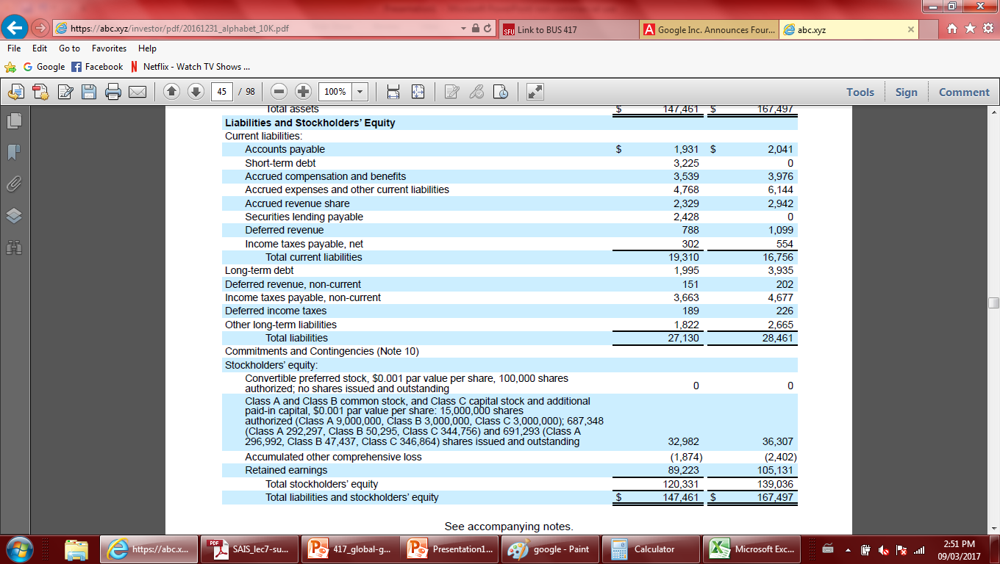 https://abc.xyz/investor/pdf/20161231_alphabet_10K.pdf
SFU Link to BUS 417
A Google Inc. Announces Four...
abc.xyz
File Edit Go to Favorites Help
G Google f Facebook N Netflix - Watch TV Shows ...
45 / 98 100% Tools Sign Comment
Total assets $ 147,461 $ 167,497
Liabilities and Stockholders' Equity
Current liabilities:
Accounts payable $ 1,931 $ 2,041
Short-term debt 3,225 0
Accrued compensation and benefits 3,539 3,976
Accrued expenses and other current liabilities 4,768 6,144
Accrued revenue share 2,329 2,942
Securities lending payable 2,428 0
Deferred revenue 788 1,099
Income taxes payable, net 302 554
Total current liabilities 19,310 16,756
Long-term debt 1,995 3,935
Deferred revenue, non-current 151 202
Income taxes payable, non-current 3,663 4,677
Deferred income taxes 189 226
Other long-term liabilities 1,822 2,665
Total liabilities 27,130 28,461
Commitments and Contingencies (Note 10)
Stockholders' equity:
Convertible preferred stock, $0.001 par value per share, 100,000 shares
authorized; no shares issued and outstanding 0 0
Class A and Class B common stock, and Class C capital stock and additional
paid-in capital, $0.001 par value per share: 15,000,000 shares
authorized (Class A 9,000,000, Class B 3,000,000, Class C 3,000,000); 687,348
(Class A 292,297, Class B 50,295, Class C 344,756) and 691,293 (Class A
296,992, Class B 47,437, Class C 346,864) shares issued and outstanding 32,982 36,307
Accumulated other comprehensive loss (1,874) (2,402)
Retained earnings 89,223 105,131
Total stockholders' equity 120,331 139,036
Total liabilities and stockholders' equity $ 147,461 $ 167,497
See accompanying notes.
https://abc.x...
PDF SAIS_lec7-su...
417_global-g...
Presentation1...
google - Paint
Calculator
Microsoft Exc...
2:51 PM
09/03/2017